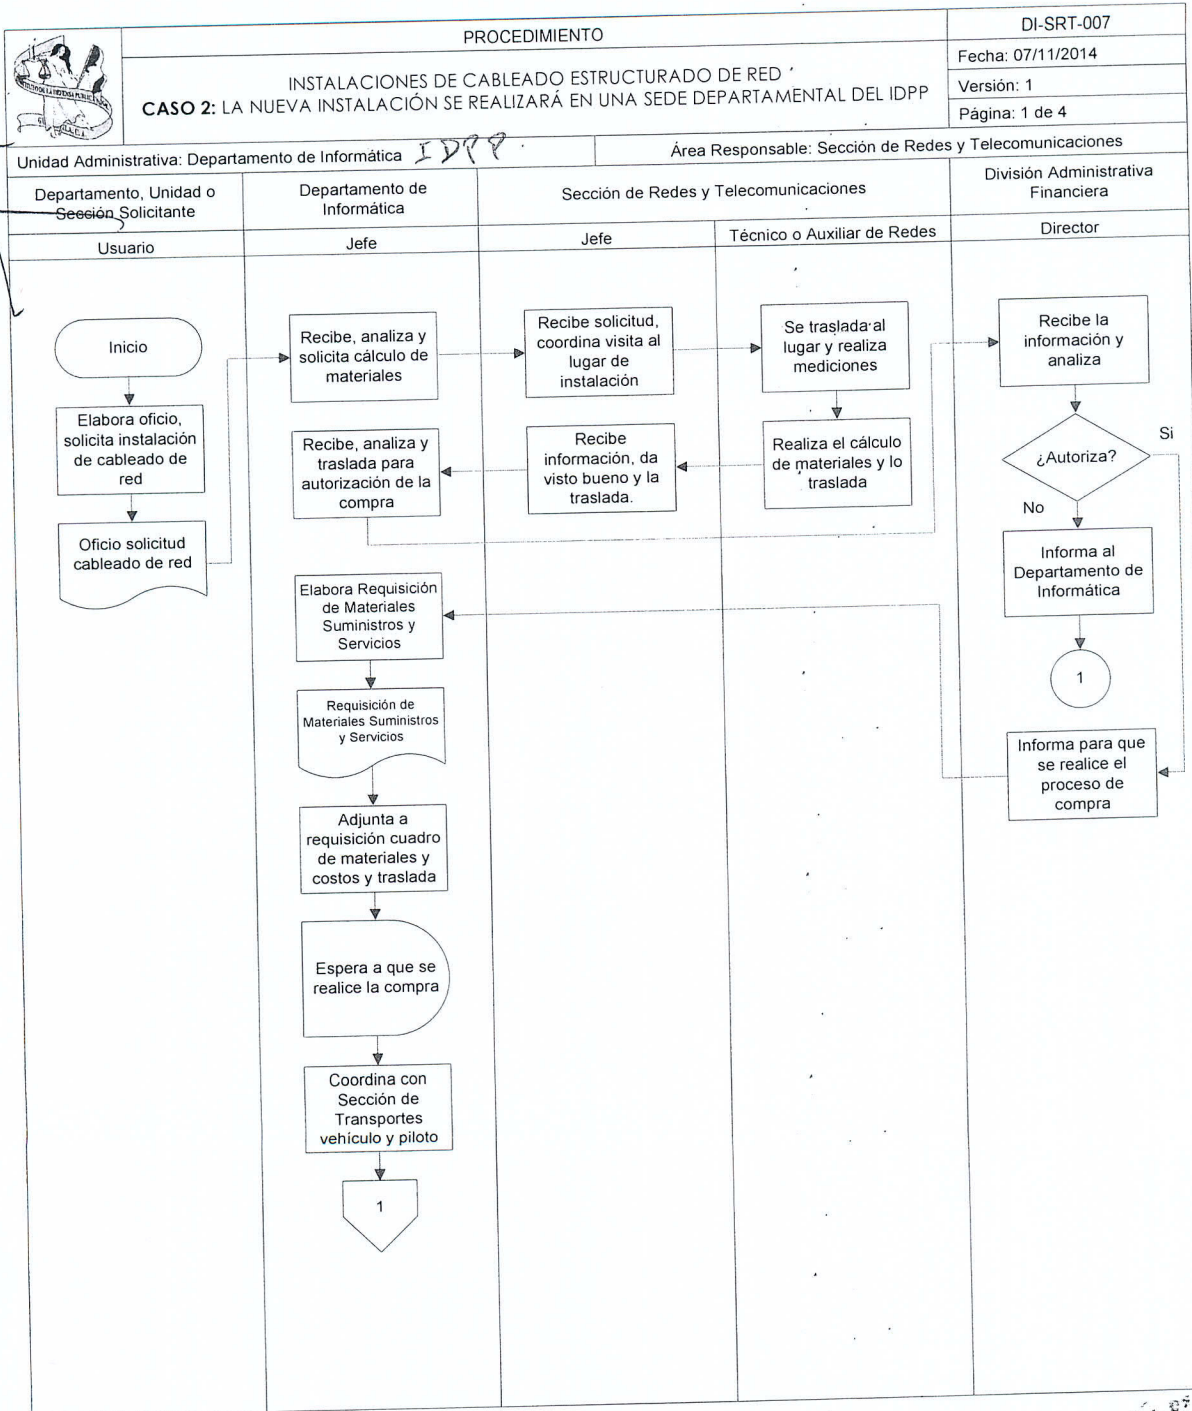 PROCEDIMIENTO
DI-SRT-007
Fecha: 07/11/2014
INSTALACIONES DE CABLEADO ESTRUCTURADO DE RED
CASO 2: LA NUEVA INSTALACIÓN SE REALIZARÁ EN UNA SEDE DEPARTAMENTAL DEL IDPP
Versión: 1
Página: 1 de 4
Unidad Administrativa: Departamento de Informática IDPP
Área Responsable: Sección de Redes y Telecomunicaciones
Departamento, Unidad o
Sección Solicitante
Departamento de
Informática
Sección de Redes y Telecomunicaciones
División Administrativa
Financiera
Usuario
Jefe
Jefe
Técnico o Auxiliar de Redes
Director
Inicio
Elabora oficio,
solicita instalación
de cableado de
red
Oficio solicitud
cableado de red
Recibe, analiza y
solicita cálculo de
materiales
Recibe solicitud,
coordina visita al
lugar de
instalación
Se traslada al
lugar y realiza
mediciones
Realiza el cálculo
de materiales y lo
traslada
Recibe
información, da
visto bueno y la
traslada.
Recibe, analiza y
traslada para
autorización de la
compra
Recibe la
información y
analiza
¿Autoriza?
Si
No
Informa al
Departamento de
Informática
1
Informa para que
se realice el
proceso de
compra
Elabora Requisición
de Materiales
Suministros y
Servicios
Requisición de
Materiales Suministros
y Servicios
Adjunta a
requisición cuadro
de materiales y
costos y traslada
Espera a que se
realice la compra
Coordina con
Sección de
Transportes
vehículo y piloto
1